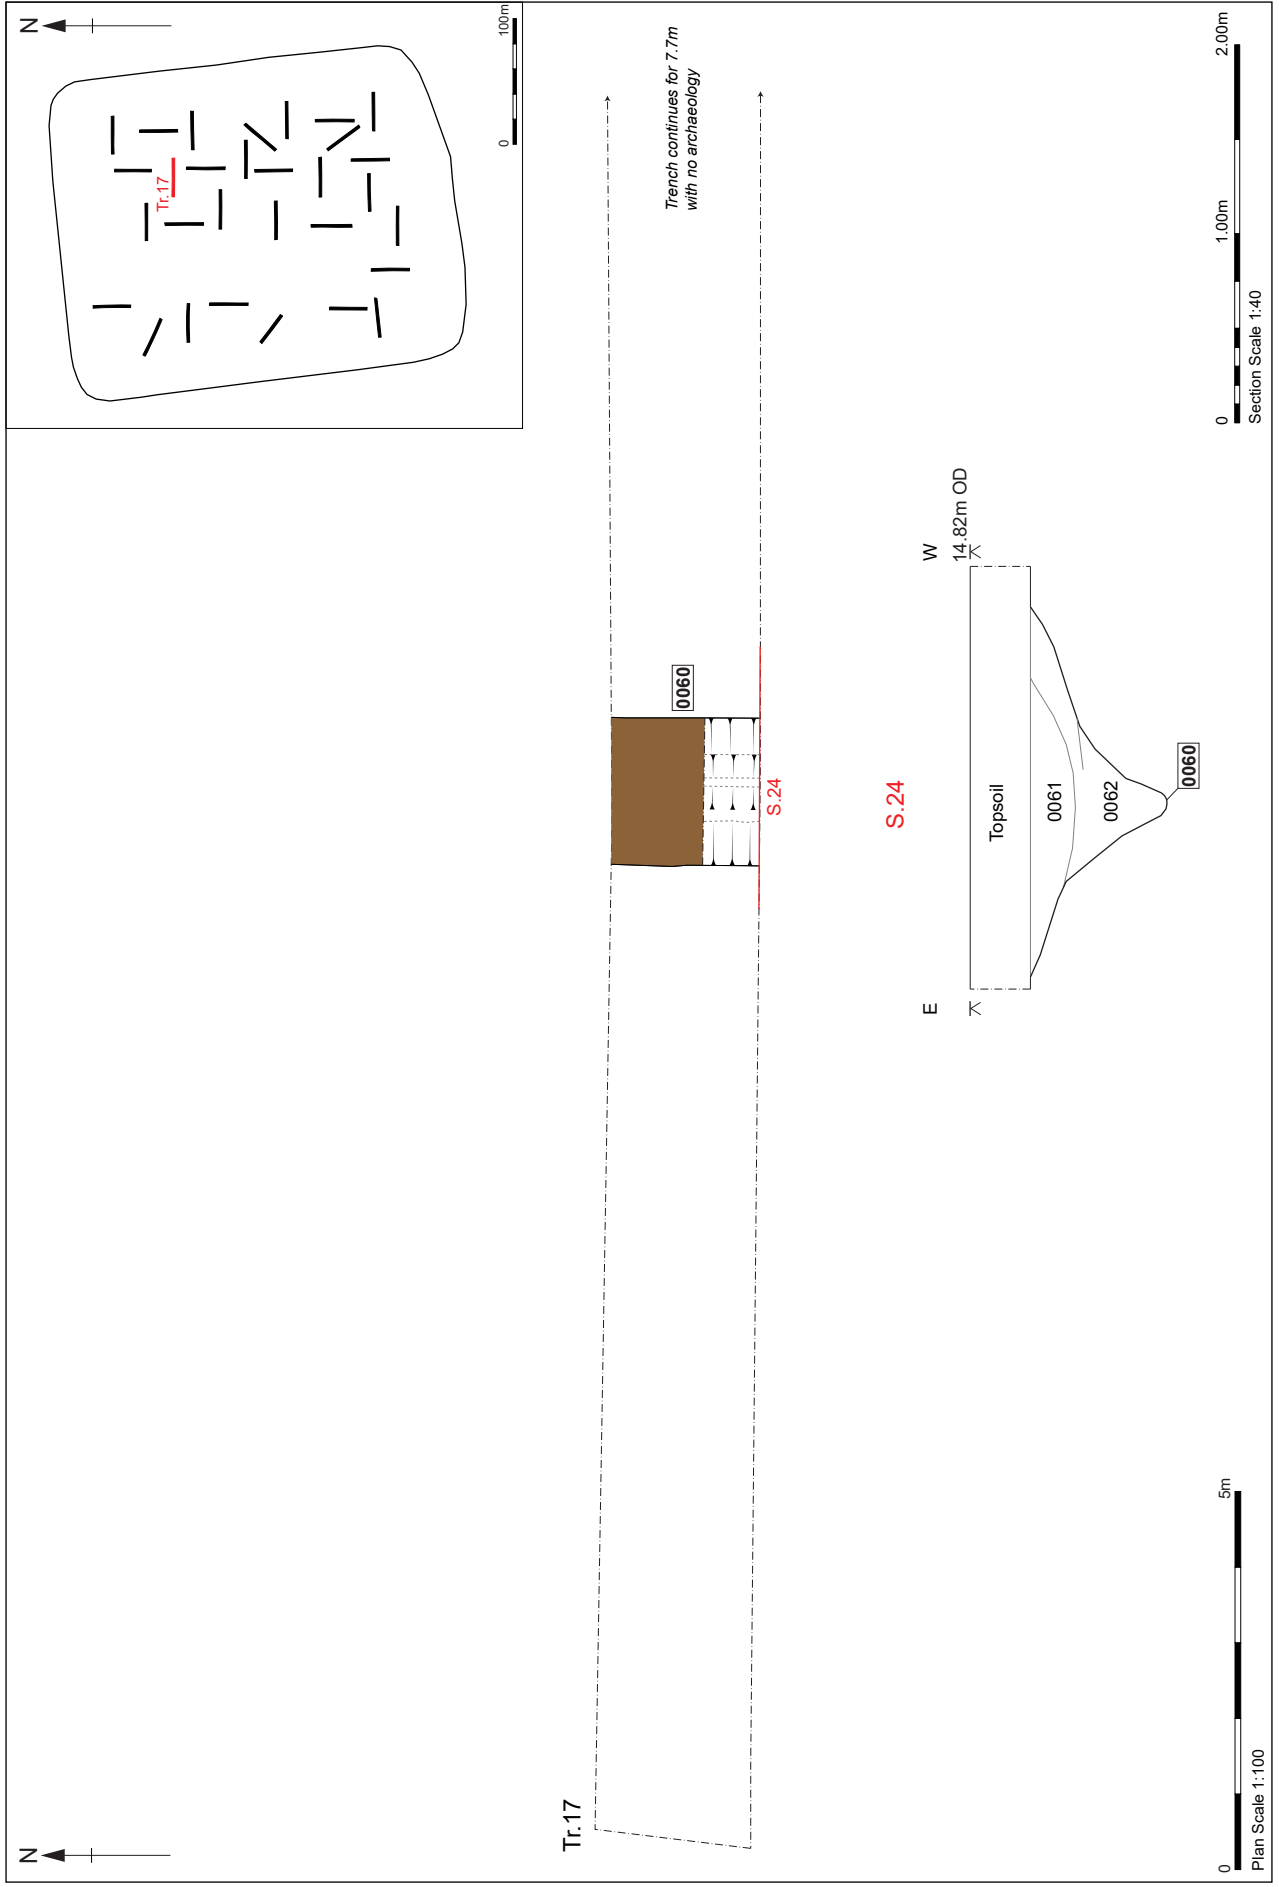 N
Tr.17
N
0
100m
Tr.17
0060
S.24
Trench continues for 7.7m
with no archaeology
S.24
E
W
14.82m OD
Topsoil
0061
0062
0060
0
5m
Plan Scale 1:100
0
1.00m
2.00m
Section Scale 1:40